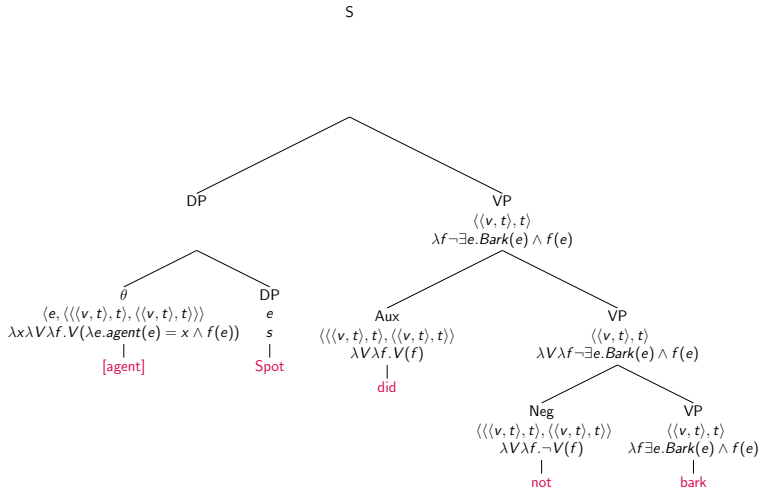 S
DP
VP
⟨⟨v, t⟩, t⟩
λf¬∃e.Bark(e) ∧ f(e)
θ
⟨e, ⟨⟨⟨v, t⟩, t⟩, ⟨⟨v, t⟩, t⟩⟩⟩
λxλVλf.V(λe.agent(e) = x ∧ f(e))
[agent]
DP
e
s
Spot
Aux
⟨⟨⟨v, t⟩, t⟩, ⟨⟨v, t⟩, t⟩⟩
λVλf.V(f)
did
VP
⟨⟨v, t⟩, t⟩
λVλf¬∃e.Bark(e) ∧ f(e)
Neg
⟨⟨⟨v, t⟩, t⟩, ⟨⟨v, t⟩, t⟩⟩
λVλf.¬V(f)
not
VP
⟨⟨v, t⟩, t⟩
λf∃e.Bark(e) ∧ f(e)
bark